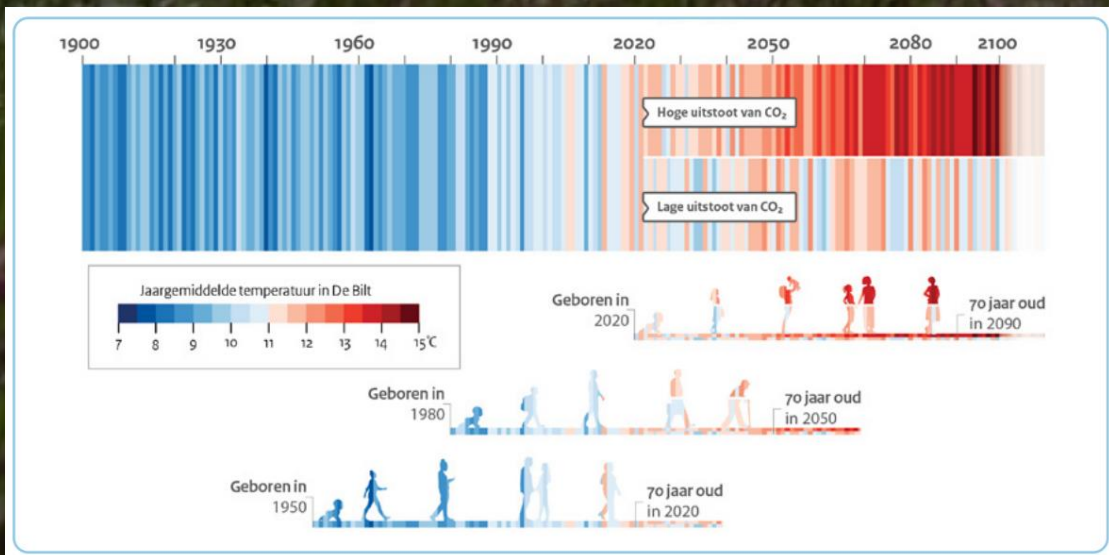 1900 1930 1960 1990 2020 2050 2080 2100
Hoge uitstoot van CO₂
Lage uitstoot van CO₂
Jaargemiddelde temperatuur in De Bilt
7 8 9 10 11 12 13 14 15°C
Geboren in
2020
70 jaar oud
in 2090
Geboren in
1980
70 jaar oud
in 2050
Geboren in
1950
70 jaar oud
in 2020